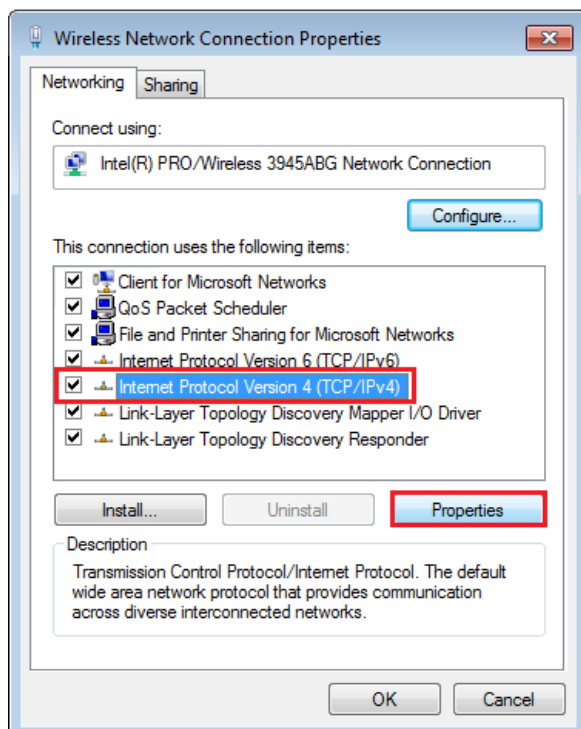 Wireless Network Connection Properties
Networking
Sharing
Connect using:
Intel(R) PRO/Wireless 3945ABG Network Connection
Configure...
This connection uses the following items:
Client for Microsoft Networks
QoS Packet Scheduler
File and Printer Sharing for Microsoft Networks
Internet Protocol Version 6 (TCP/IPv6)
Internet Protocol Version 4 (TCP/IPv4)
Link-Layer Topology Discovery Mapper I/O Driver
Link-Layer Topology Discovery Responder
Install...
Uninstall
Properties
Description
Transmission Control Protocol/Internet Protocol. The default
wide area network protocol that provides communication
across diverse interconnected networks.
OK
Cancel